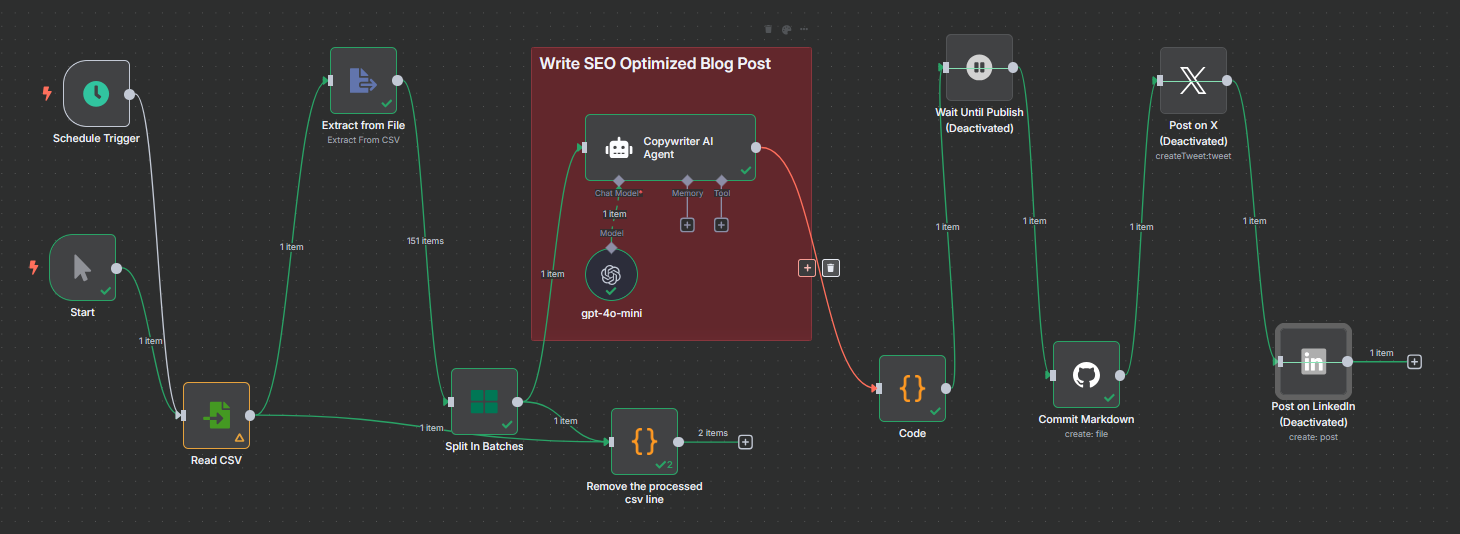 Write SEO Optimized Blog Post
Schedule Trigger
Extract from File
Extract From CSV
Copywriter AI
Agent
Chat Model*
Memory
Tool
1 item
Model
gpt-4o-mini
Wait Until Publish
(Deactivated)
Post on X
(Deactivated)
createTweet:tweet
1 item
151 items
1 item
1 item
1 item
1 item
Start
1 item
1 item
Read CSV
1 item
Split In Batches
1 item
2 items
2
Remove the processed
csv line
Code
Commit Markdown
create: file
1 item
Post on LinkedIn
(Deactivated)
create: post